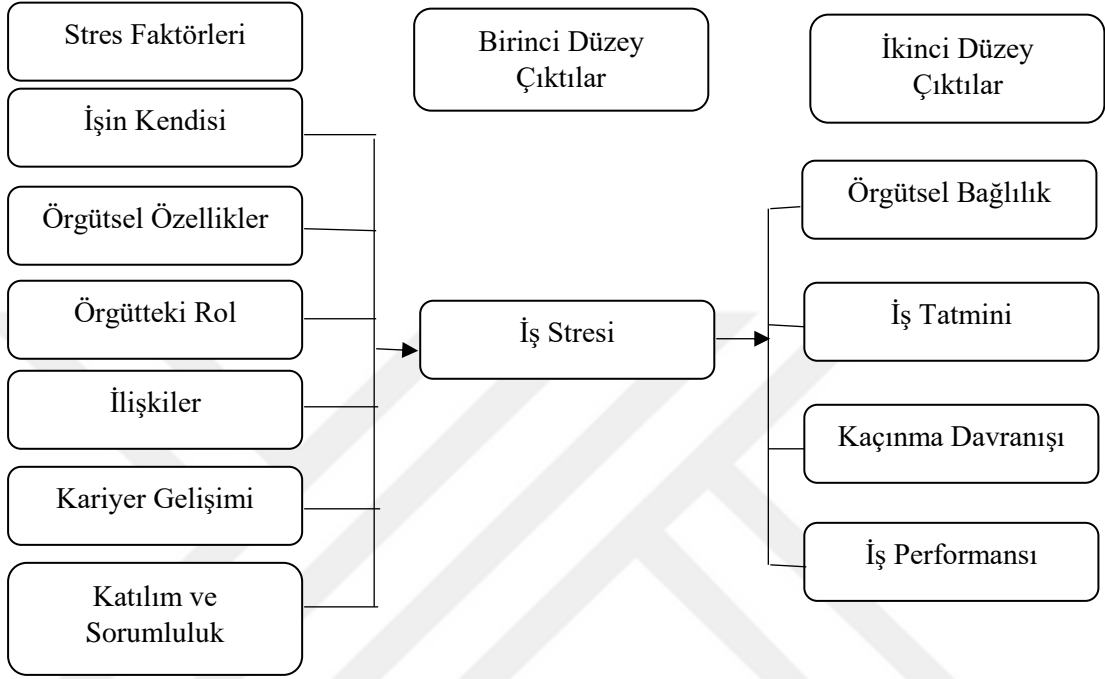 Stres Faktörleri
İşin Kendisi
Örgütsel Özellikler
Örgütteki Rol
İlişkiler
Kariyer Gelişimi
Katılım ve
Sorumluluk
Birinci Düzey
Çıktılar
İş Stresi
İkinci Düzey
Çıktılar
Örgütsel Bağlılık
İş Tatmini
Kaçınma Davranışı
İş Performansı